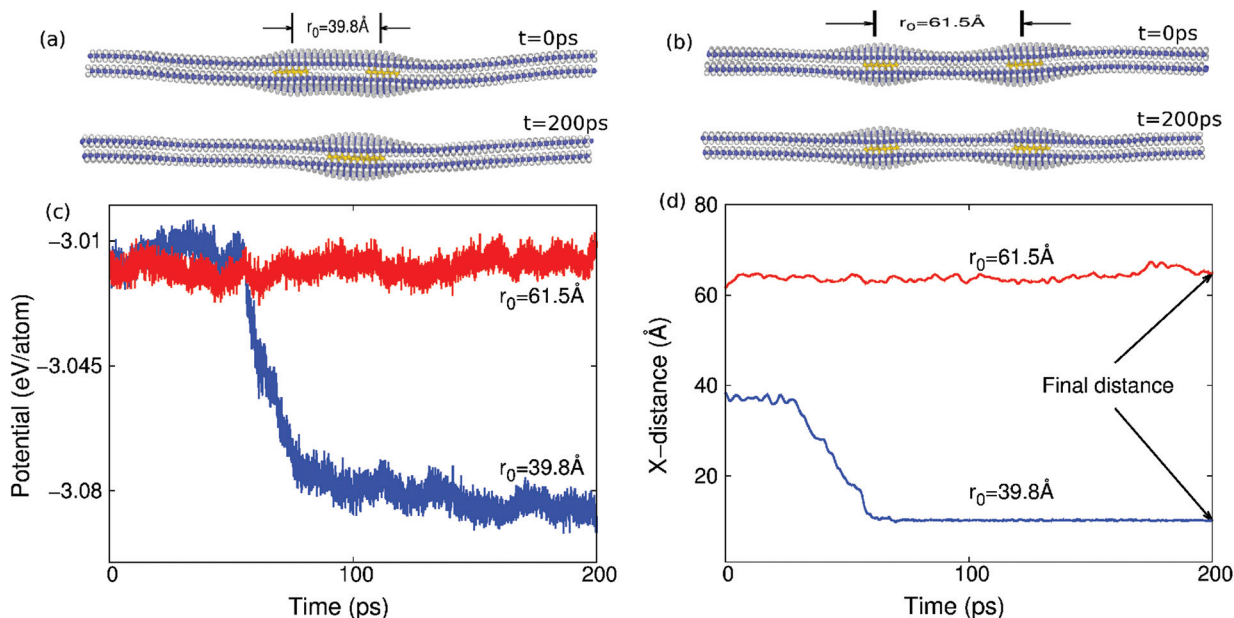 (a)
r₀=39.8Å
t=0ps
t=200ps
(b)
r₀=61.5Å
t=0ps
t=200ps
(c)
Potential (eV/atom)
−3.01
−3.045
−3.08
r₀=61.5Å
r₀=39.8Å
0
100
200
Time (ps)
(d)
X−distance (Å)
80
60
40
20
r₀=61.5Å
Final distance
r₀=39.8Å
0
100
200
Time (ps)